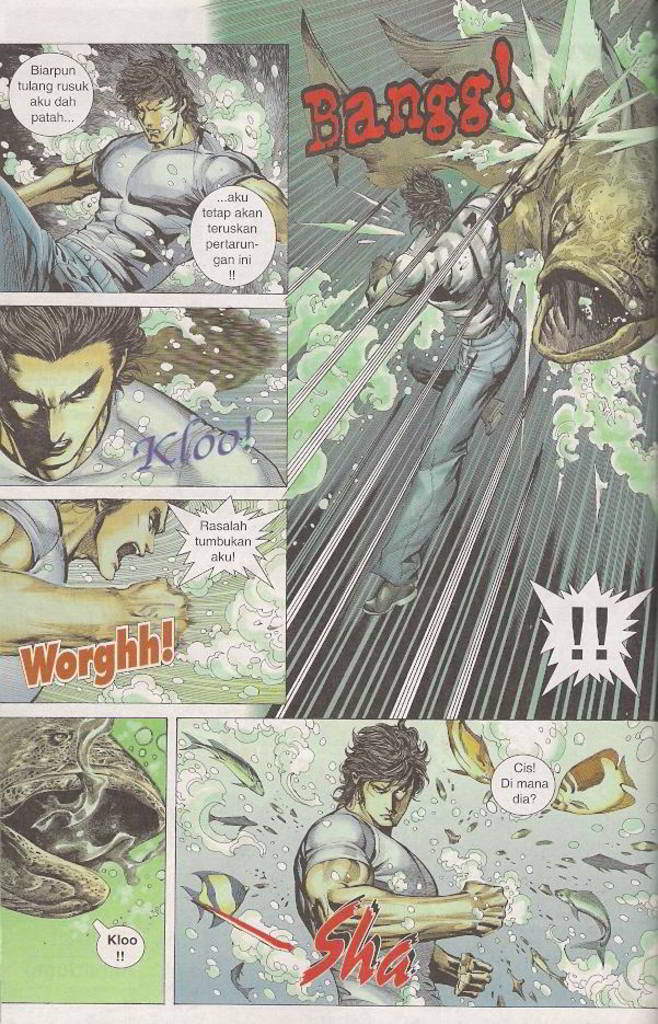 Biarpun
tulang rusuk
aku dah
patah...
...aku
tetap akan
teruskan
pertarun-
gan ini
!!
Bangg!
Kloo!
Rasalah
tumbukan
aku!
Worghh!
!!
Kloo
!!
Cis!
Di mana
dia?
Sha